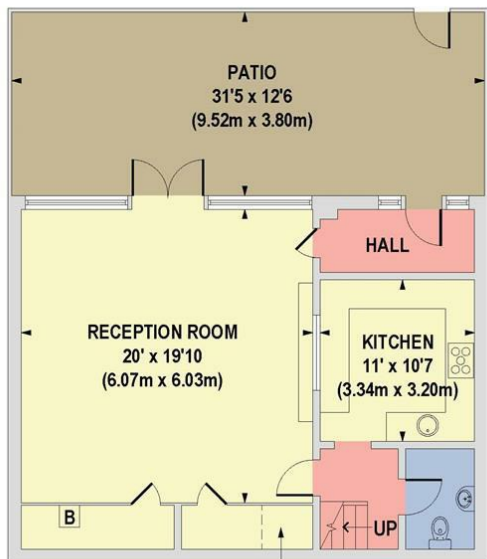 PATIO
31'5 x 12'6
(9.52m x 3.80m)
HALL
RECEPTION ROOM
20' x 19'10
(6.07m x 6.03m)
KITCHEN
11' x 10'7
(3.34m x 3.20m)
B
UP